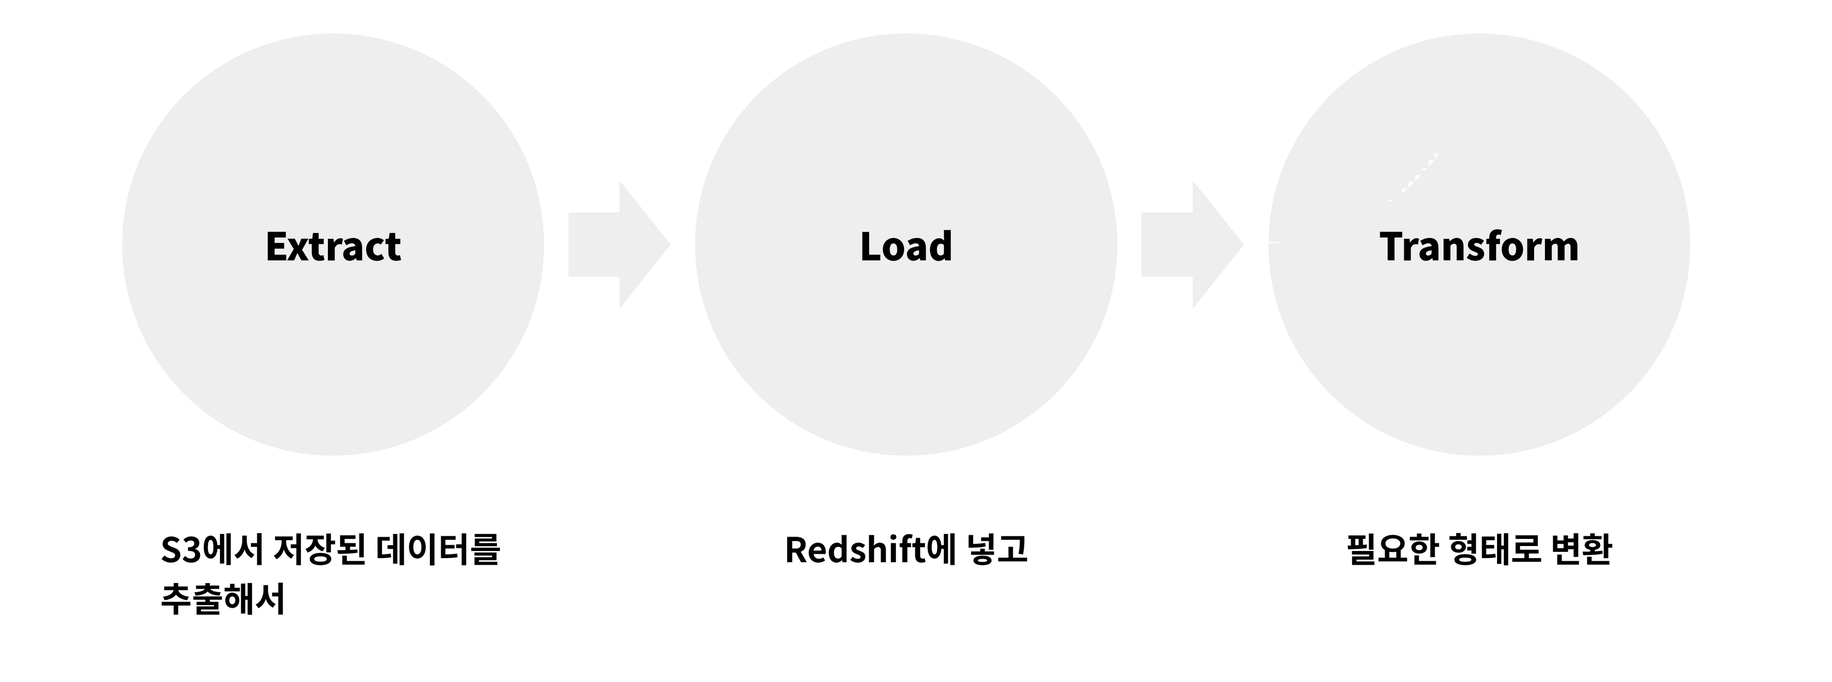 Extract
Load
Transform
S3에서 저장된 데이터를
추출해서
Redshift에 넣고
필요한 형태로 변환